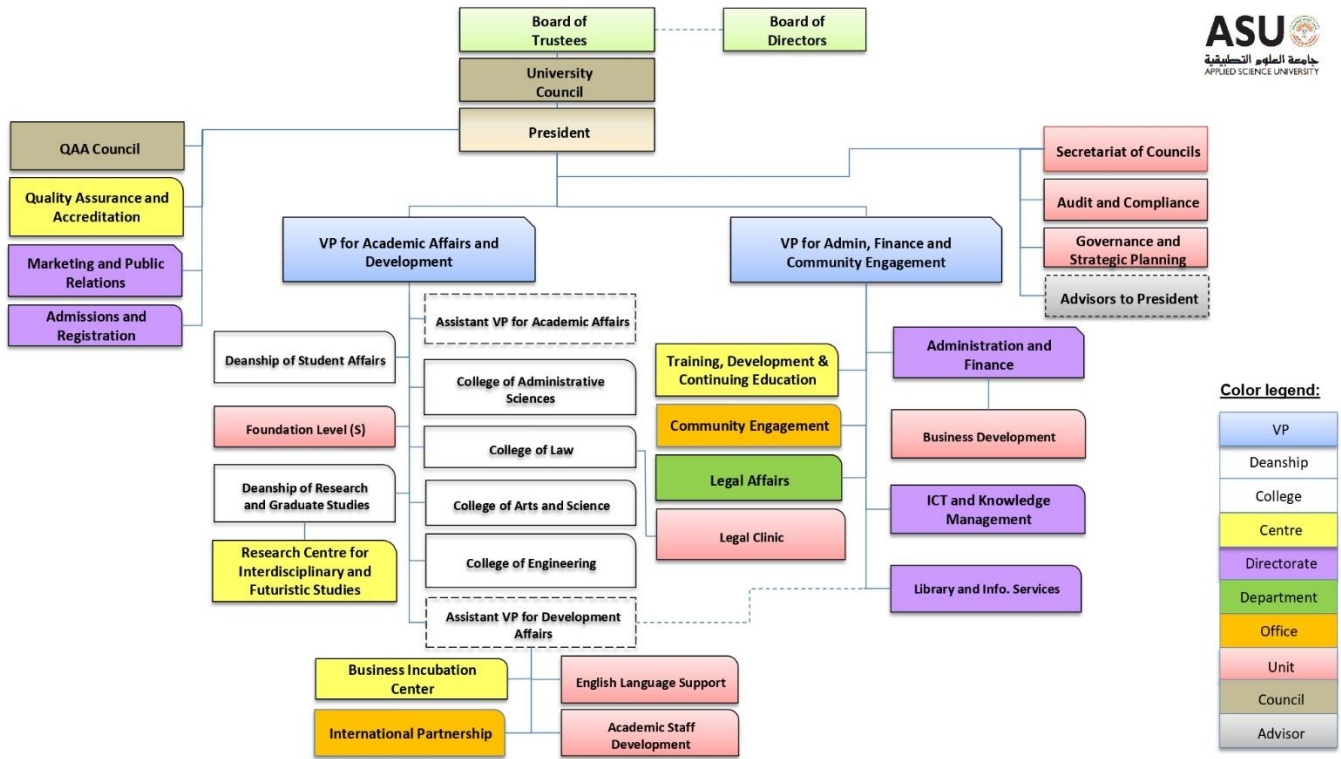 Board of
Trustees
Board of
Directors
ASU
جامعة العلوم التطبيقية
APPLIED SCIENCE UNIVERSITY
University
Council
President
QAA Council
Quality Assurance and
Accreditation
Marketing and Public
Relations
Admissions and
Registration
Secretariat of Councils
Audit and Compliance
Governance and
Strategic Planning
Advisors to President
VP for Academic Affairs and
Development
VP for Admin, Finance and
Community Engagement
Assistant VP for Academic Affairs
Deanship of Student Affairs
College of Administrative
Sciences
Foundation Level (S)
College of Law
Deanship of Research
and Graduate Studies
College of Arts and Science
Research Centre for
Interdisciplinary and
Futuristic Studies
College of Engineering
Assistant VP for Development
Affairs
Business Incubation
Center
English Language Support
International Partnership
Academic Staff
Development
Training, Development &
Continuing Education
Community Engagement
Legal Affairs
Legal Clinic
Administration and
Finance
Business Development
ICT and Knowledge
Management
Library and Info. Services
Color legend:
VP
Deanship
College
Centre
Directorate
Department
Office
Unit
Council
Advisor